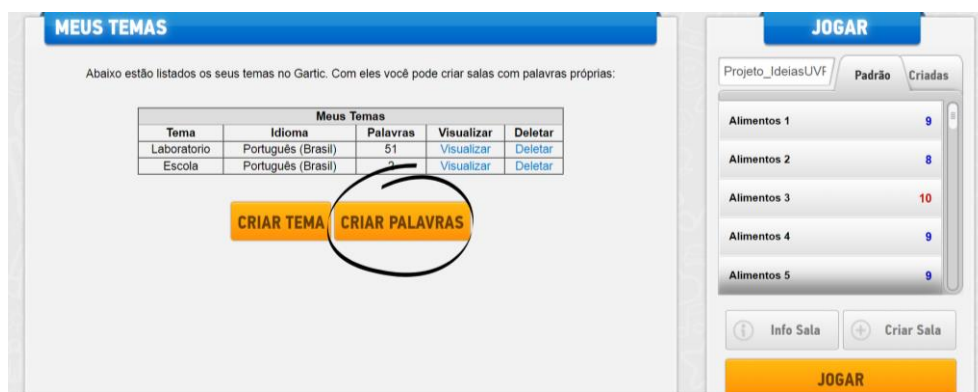 MEUS TEMAS
Abaixo estão listados os seus temas no Gartic. Com eles você pode criar salas com palavras próprias:
Meus Temas
Tema Idioma Palavras Visualizar Deletar
Laboratorio Português (Brasil) 51 Visualizar Deletar
Escola Português (Brasil) Visualizar Deletar
CRIAR TEMA CRIAR PALAVRAS
JOGAR
Projeto_IdeiasUVF Padrão Criadas
Alimentos 1 9
Alimentos 2 8
Alimentos 3 10
Alimentos 4 9
Alimentos 5 9
Info Sala Criar Sala
JOGAR